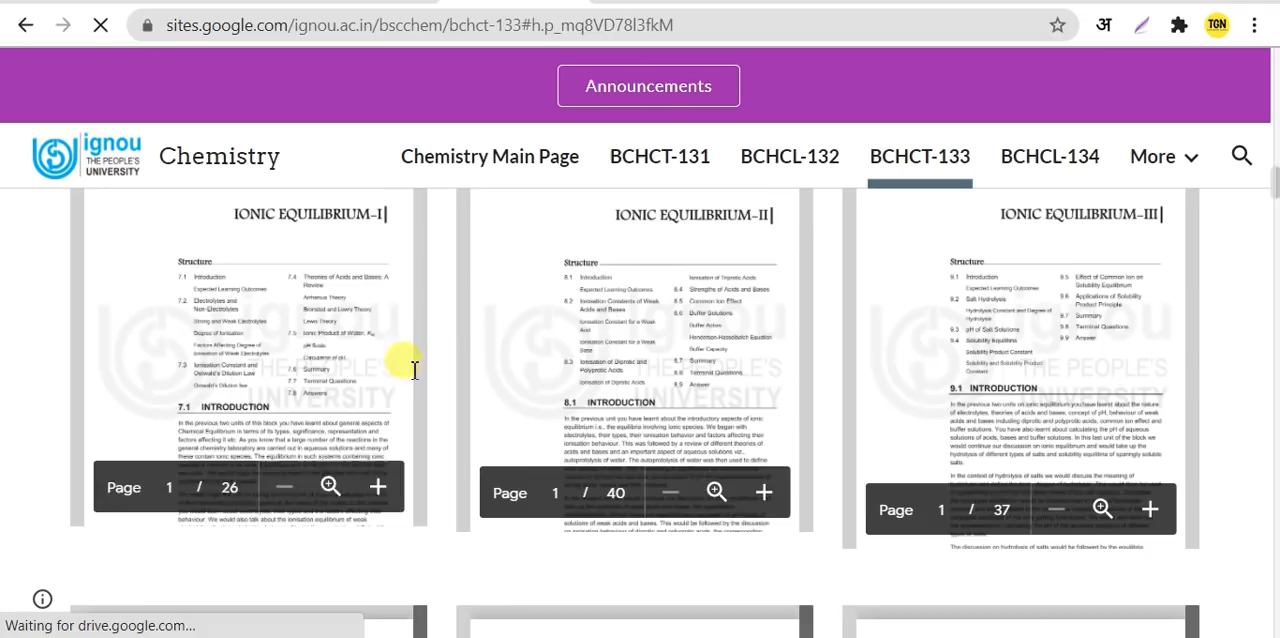 sites.google.com/ignou.ac.in/bscchem/bchct-133#h.p_mq8VD78l3fkM
अ
TGN
Announcements
ignou
THE PEOPLE'S
UNIVERSITY
Chemistry
Chemistry Main Page
BCHCT-131
BCHCL-132
BCHCT-133
BCHCL-134
More
IONIC EQUILIBRIUM–I
Structure
7.1 Introduction
Expected Learning Outcomes
7.2 Electrolytes and
Non-Electrolytes
Strong and Weak Electrolytes
Degree of Ionisation
Factors Affecting Degree of
Ionisation of Weak Electrolytes
7.3 Ionisation Constant and
Ostwald's Dilution Law
Ostwald's Dilution law
7.4 Theories of Acids and Bases: A
Review
Arrhenius Theory
Bronsted and Lowry Theory
Lewis Theory
7.5 Ionic Product of Water, Kw
pH Scale
Calculation of pH
7.6 Summary
7.7 Terminal Questions
7.8 Answers
7.1 INTRODUCTION
In the previous two units of this block you have learnt about general aspects of
Chemical Equilibrium in terms of its types, significance, representation and
factors affecting it etc. As you know that a large number of the reactions in the
general chemistry laboratory are carried out in aqueous solutions and many of
these contain ionic species. The equilibrium in such systems containing ionic
Page 1 / 26
behaviour. We would also talk about the ionisation equilibrium of weak
IONIC EQUILIBRIUM–II
Structure
8.1 Introduction
Expected Learning Outcomes
8.2 Ionisation Constants of Weak
Acids and Bases
Ionisation Constant for a Weak
Acid
Ionisation Constant for a Weak
Base
8.3 Ionisation of Diprotic and
Polyprotic Acids
Ionisation of Diprotic Acids
Ionisation of Triprotic Acids
8.4 Strengths of Acids and Bases
8.5 Common Ion Effect
8.6 Buffer Solutions
Buffer Action
Henderson-Hasselbalch Equation
Buffer Capacity
8.7 Summary
8.8 Terminal Questions
8.9 Answer
8.1 INTRODUCTION
In the previous unit you have learnt about the introductory aspects of ionic
equilibrium i.e., the equilibria involving ionic species. We began with
electrolytes, their types, their ionisation behaviour and factors affecting their
ionisation behaviour. This was followed by a review of different theories of
acids and bases and an important aspect of aqueous solutions viz.,
autoprotolysis of water. The autoprotolysis of water was then used to define
Page 1 / 40
solutions of weak acids and bases. This would be followed by the discussion
IONIC EQUILIBRIUM–III
Structure
9.1 Introduction
Expected Learning Outcomes
9.2 Salt Hydrolysis
Hydrolysis Constant and Degree of
Hydrolysis
9.3 pH of Salt Solutions
9.4 Solubility Equilibria
Solubility Product Constant
Solubility and Solubility Product
Constant
9.5 Effect of Common Ion on
Solubility Equilibrium
9.6 Applications of Solubility
Product Principle
9.7 Summary
9.8 Terminal Questions
9.9 Answer
9.1 INTRODUCTION
In the previous two units on ionic equilibrium you have learnt about the nature
of electrolytes, theories of acids and bases, concept of pH, behaviour of weak
acids and bases including diprotic and polyprotic acids, common ion effect and
buffer solutions. You have also learnt about calculating the pH of aqueous
solutions of acids, bases and buffer solutions. In this last unit of the block we
would continue our discussion on ionic equilibrium and would take up the
hydrolysis of different types of salts and solubility equilibria of sparingly soluble
salts.
In the context of hydrolysis of salts we would discuss the meaning of
Page 1 / 37
The discussion on hydrolysis of salts would be followed by the equilibria
Waiting for drive.google.com...